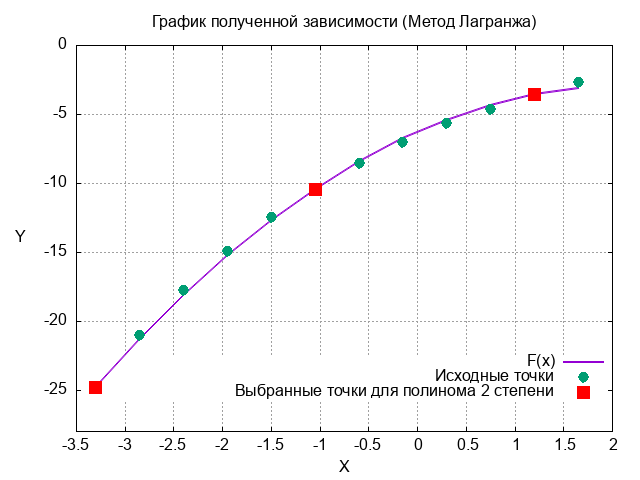 График полученной зависимости (Метод Лагранжа)
0
-5
-10
-15
-20
-25
Y
F(x)
Исходные точки
Выбранные точки для полинома 2 степени
-3.5 -3 -2.5 -2 -1.5 -1 -0.5 0 0.5 1 1.5 2
X